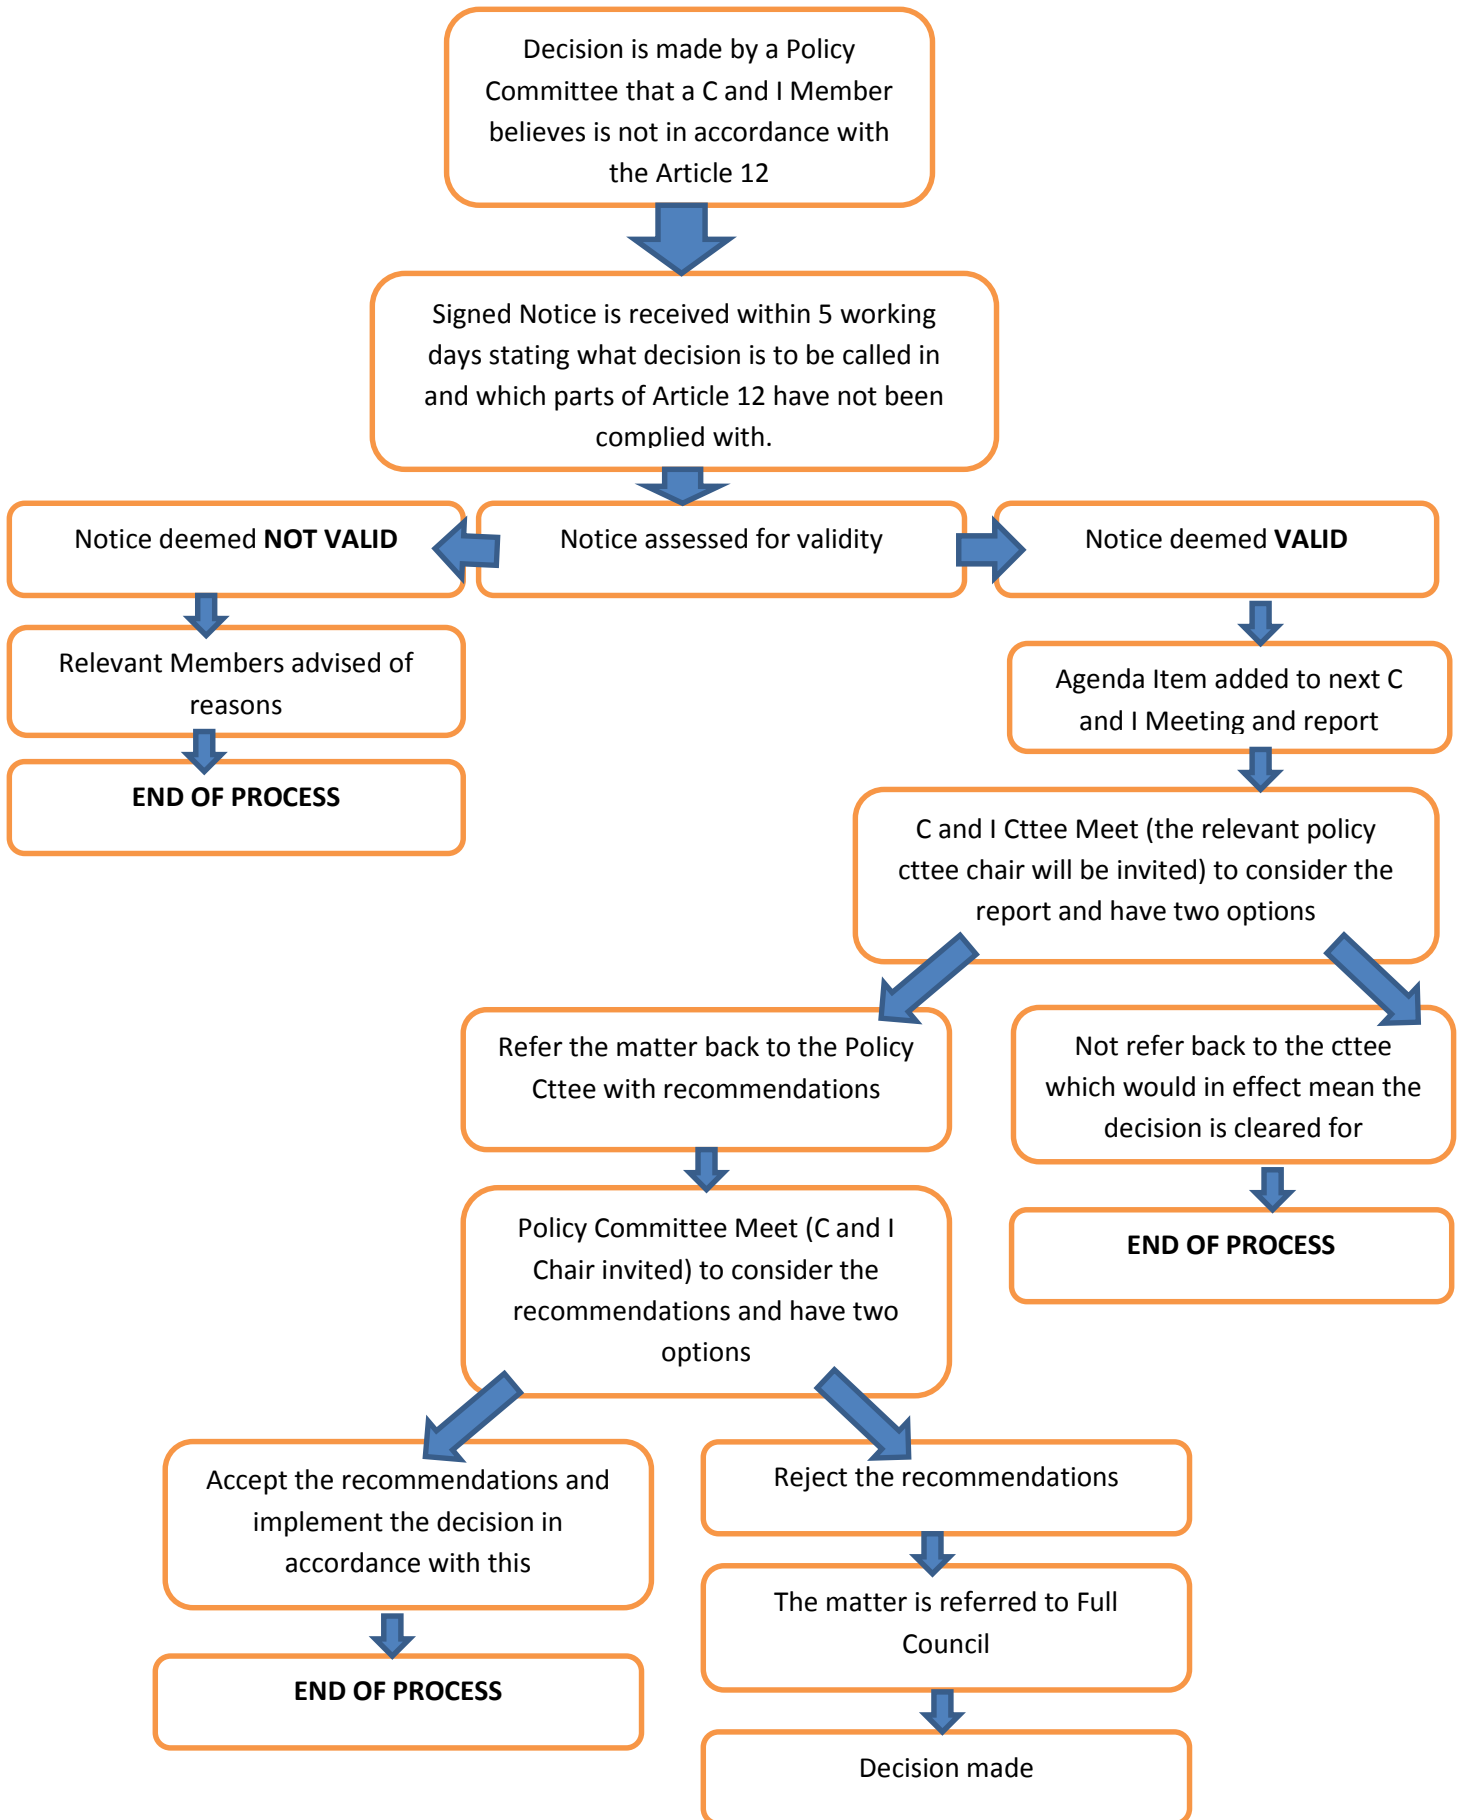 Decision is made by a Policy
Committee that a C and I Member
believes is not in accordance with
the Article 12
Signed Notice is received within 5 working
days stating what decision is to be called in
and which parts of Article 12 have not been
complied with.
Notice deemed NOT VALID
Notice assessed for validity
Notice deemed VALID
Relevant Members advised of
reasons
END OF PROCESS
Agenda Item added to next C
and I Meeting and report
C and I Cttee Meet (the relevant policy
cttee chair will be invited) to consider the
report and have two options
Refer the matter back to the Policy
Cttee with recommendations
Not refer back to the cttee
which would in effect mean the
decision is cleared for
END OF PROCESS
Policy Committee Meet (C and I
Chair invited) to consider the
recommendations and have two
options
Accept the recommendations and
implement the decision in
accordance with this
END OF PROCESS
Reject the recommendations
The matter is referred to Full
Council
Decision made